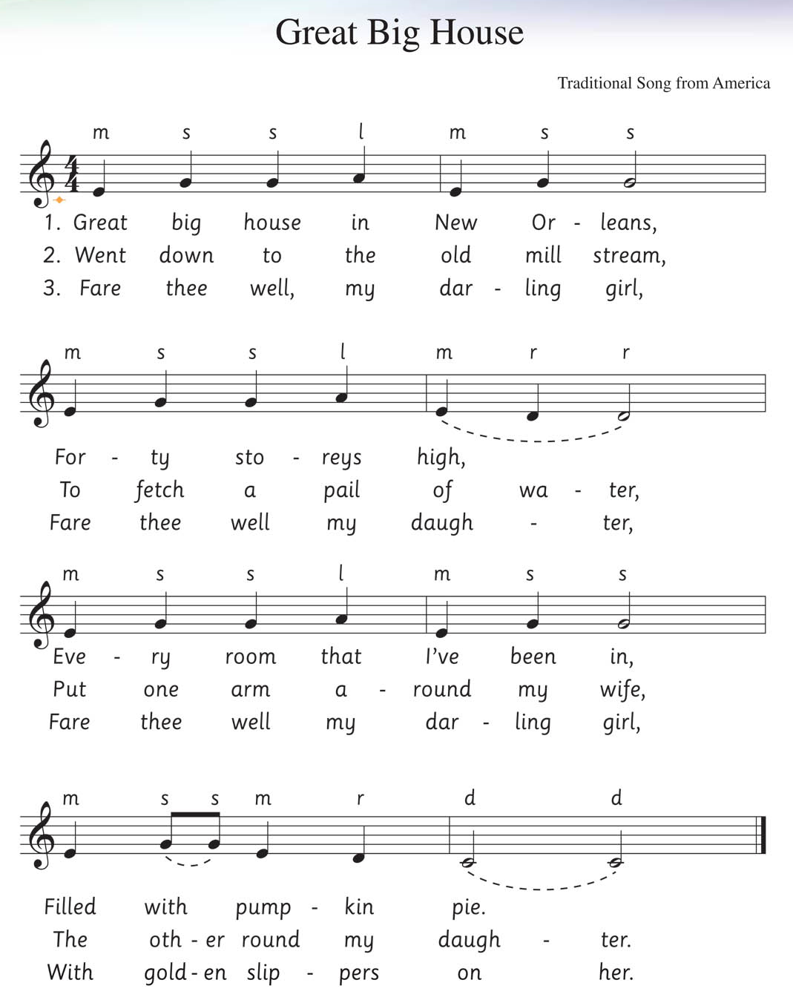 Great Big House
Traditional Song from America
m s s l m s s
4
4
1. Great big house in New Or - leans,
2. Went down to the old mill stream,
3. Fare thee well, my dar - ling girl,
m s s l m r r
For - ty sto - reys high,
To fetch a pail of wa - ter,
Fare thee well my daugh - ter,
m s s l m s s
Eve - ry room that I've been in,
Put one arm a - round my wife,
Fare thee well my dar - ling girl,
m s s m r d d
Filled with pump - kin pie.
The oth - er round my daugh - ter.
With gold - en slip - pers on her.